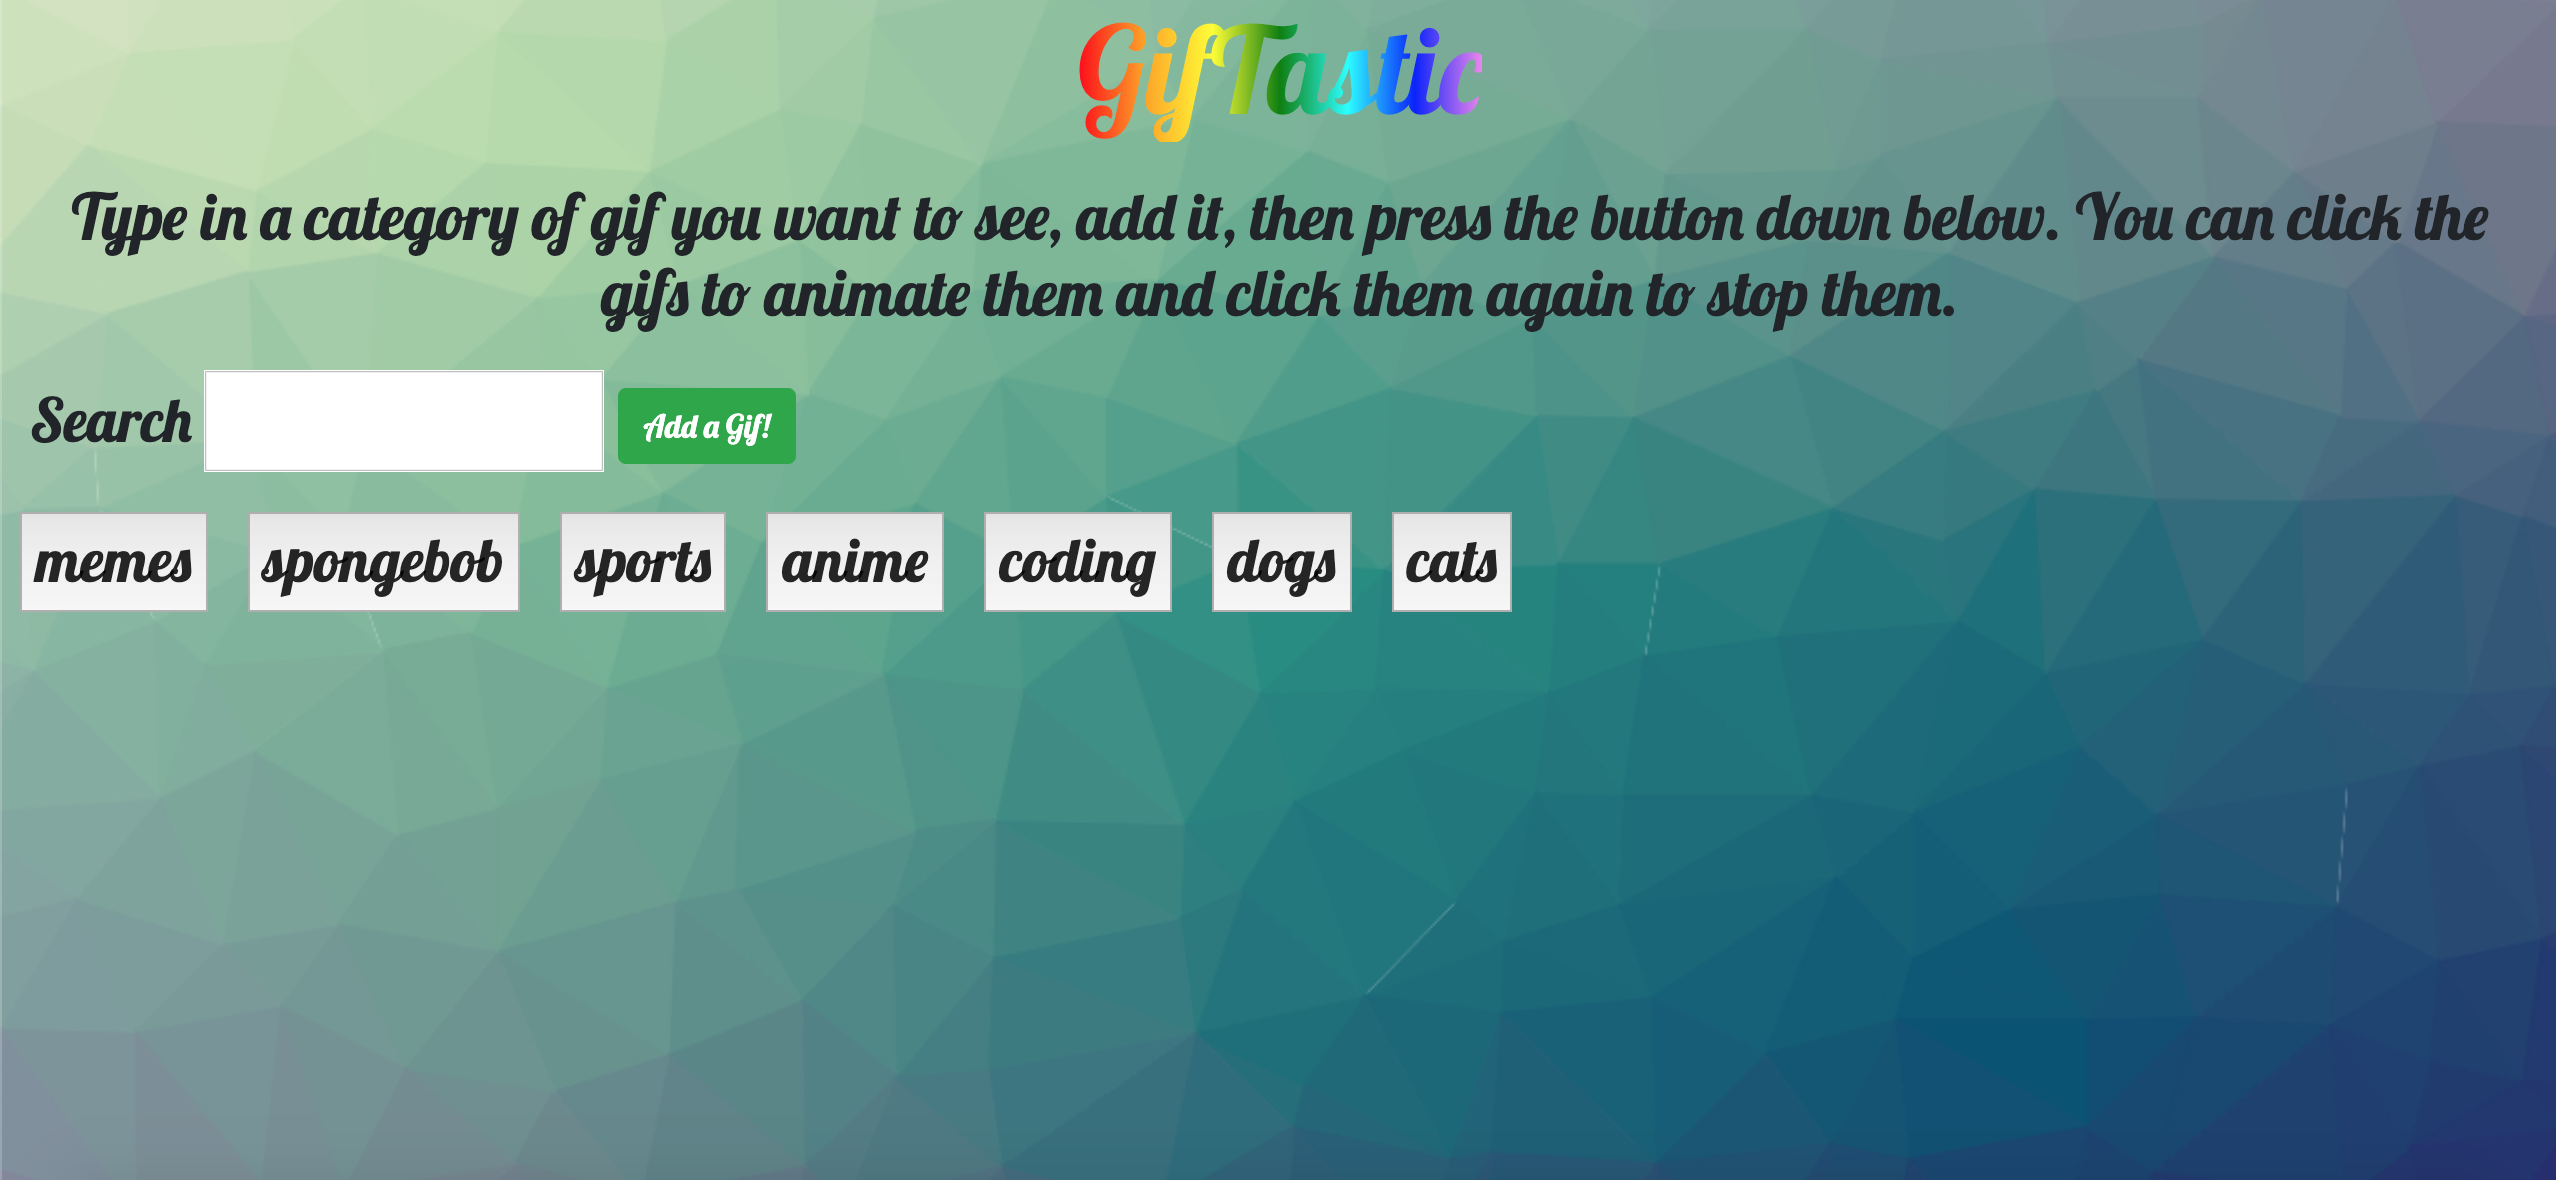 GifTastic
Type in a category of gif you want to see, add it, then press the button down below. You can click the
gifs to animate them and click them again to stop them.
Search Add a Gif!
memes spongebob sports anime coding dogs cats